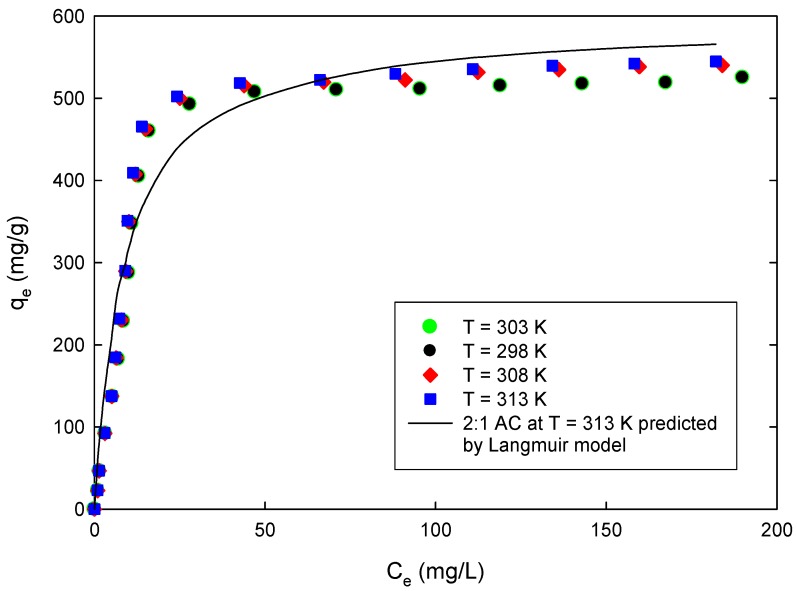 600
500
400
300
200
100
0
qe (mg/g)
T = 303 K
T = 298 K
T = 308 K
T = 313 K
2:1 AC at T = 313 K predicted
by Langmuir model
0 50 100 150 200
Ce (mg/L)